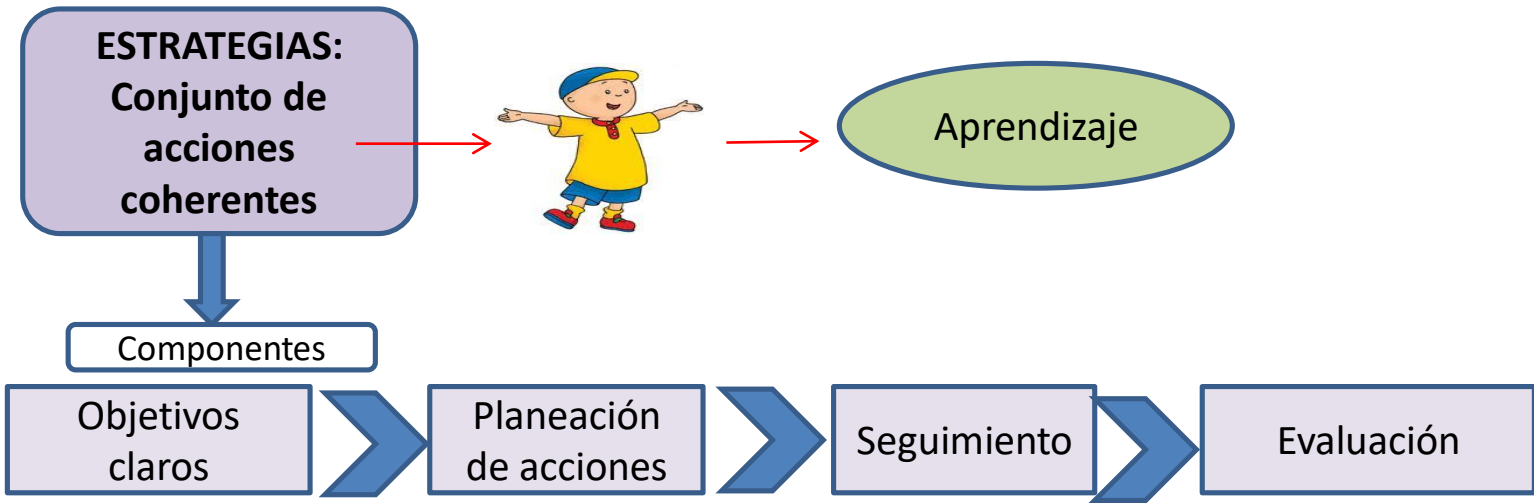 ESTRATEGIAS:
Conjunto de
acciones
coherentes
Aprendizaje
Componentes
Objetivos
claros
Planeación
de acciones
Seguimiento
Evaluación